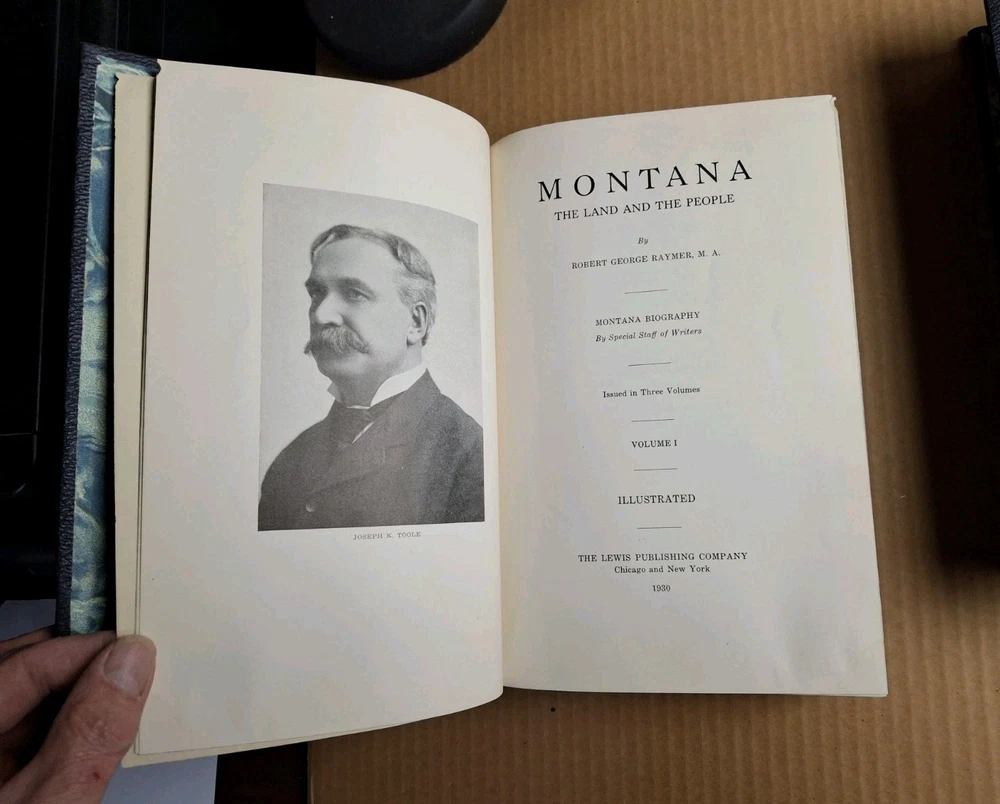 JOSEPH K. TOOLE
MONTANA
THE LAND AND THE PEOPLE
By
ROBERT GEORGE RAYMER, M. A.
MONTANA BIOGRAPHY
By Special Staff of Writers
Issued in Three Volumes
VOLUME I
ILLUSTRATED
THE LEWIS PUBLISHING COMPANY
Chicago and New York
1930